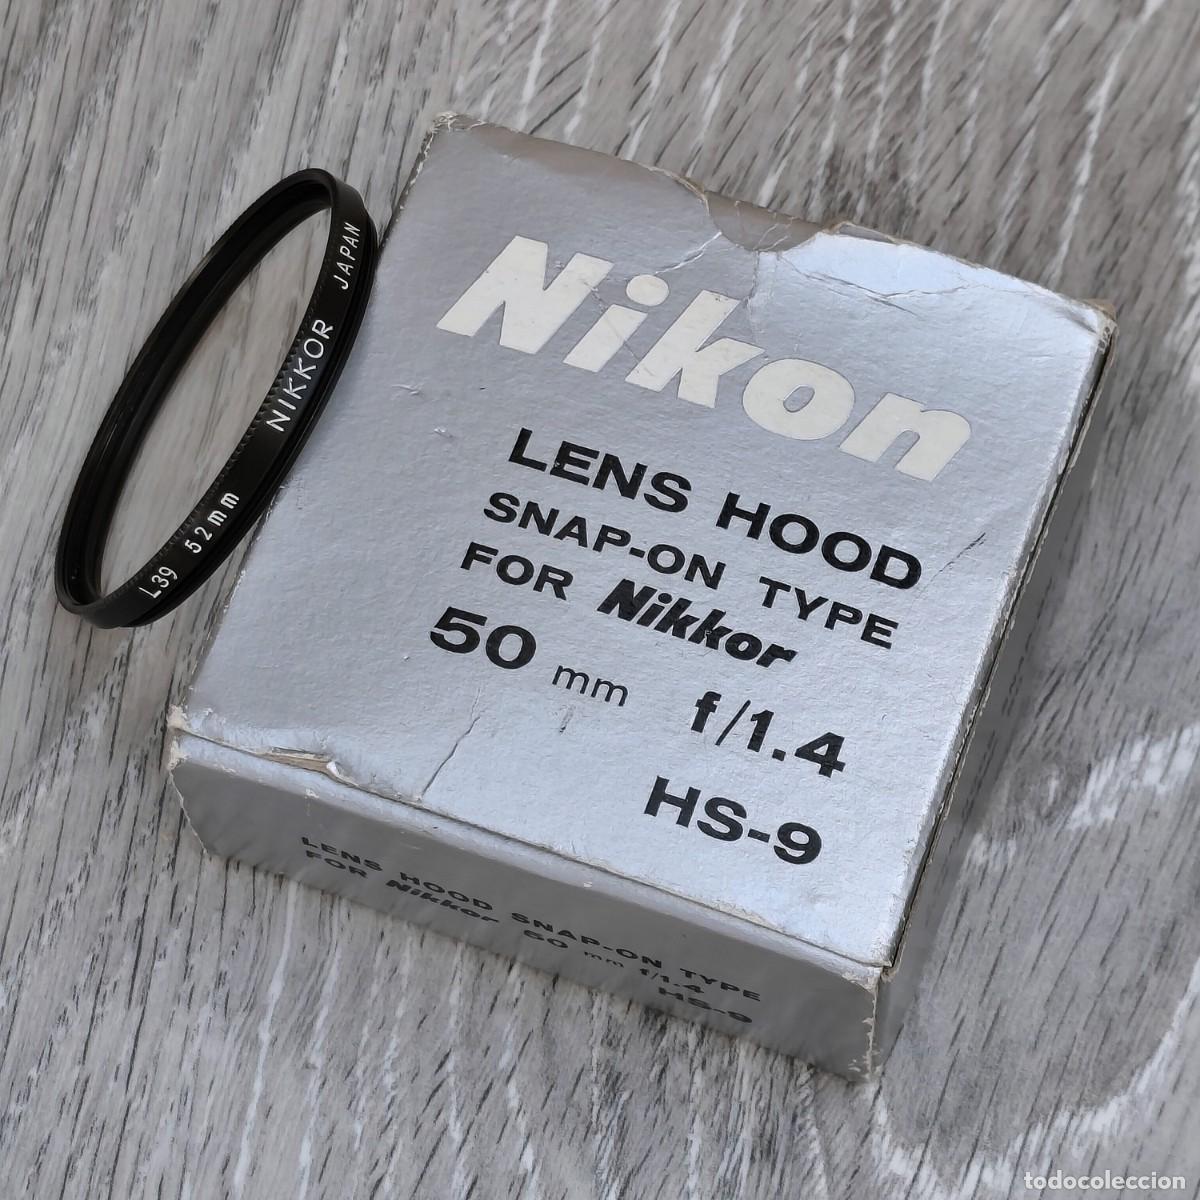 L39 52mm NIKKOR JAPAN
Nikon
LENS HOOD
SNAP-ON TYPE
FOR Nikkor
50 mm f/1.4
HS-9
LENS HOOD SNAP-ON TYPE
FOR Nikkor 50 mm f/1.4
HS-9
todocoleccion